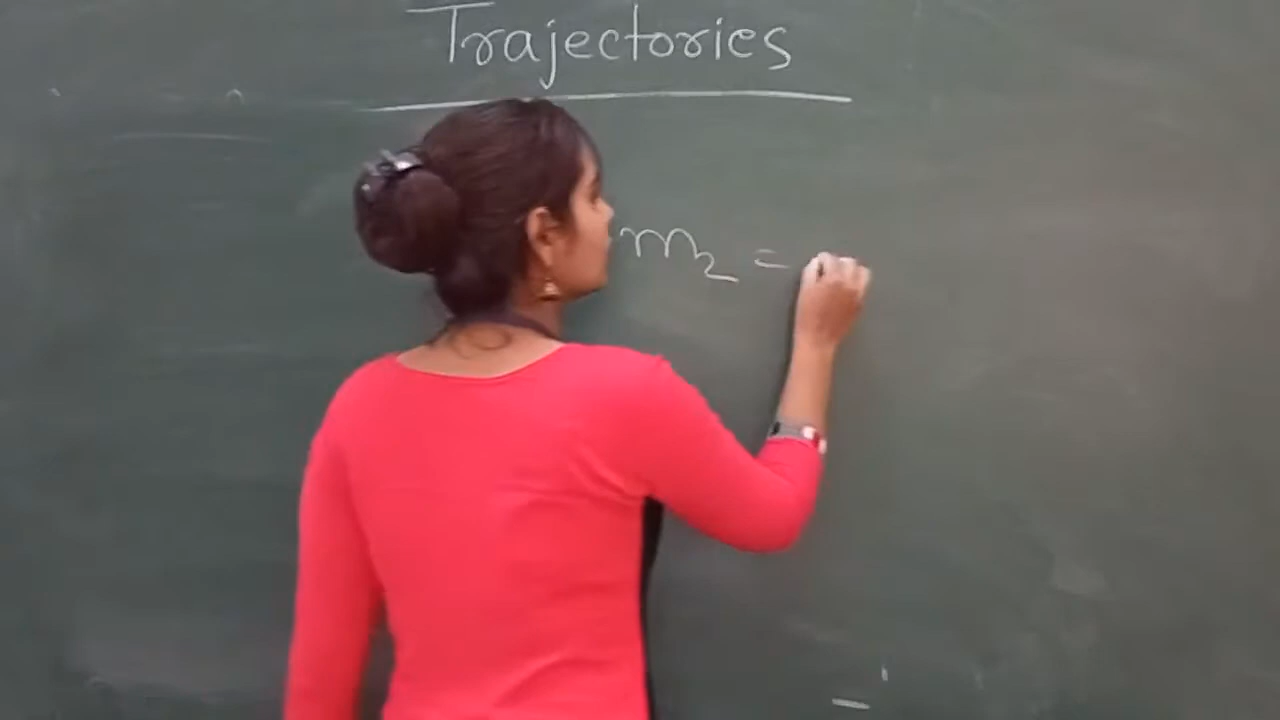 Trajectories
m₂ =